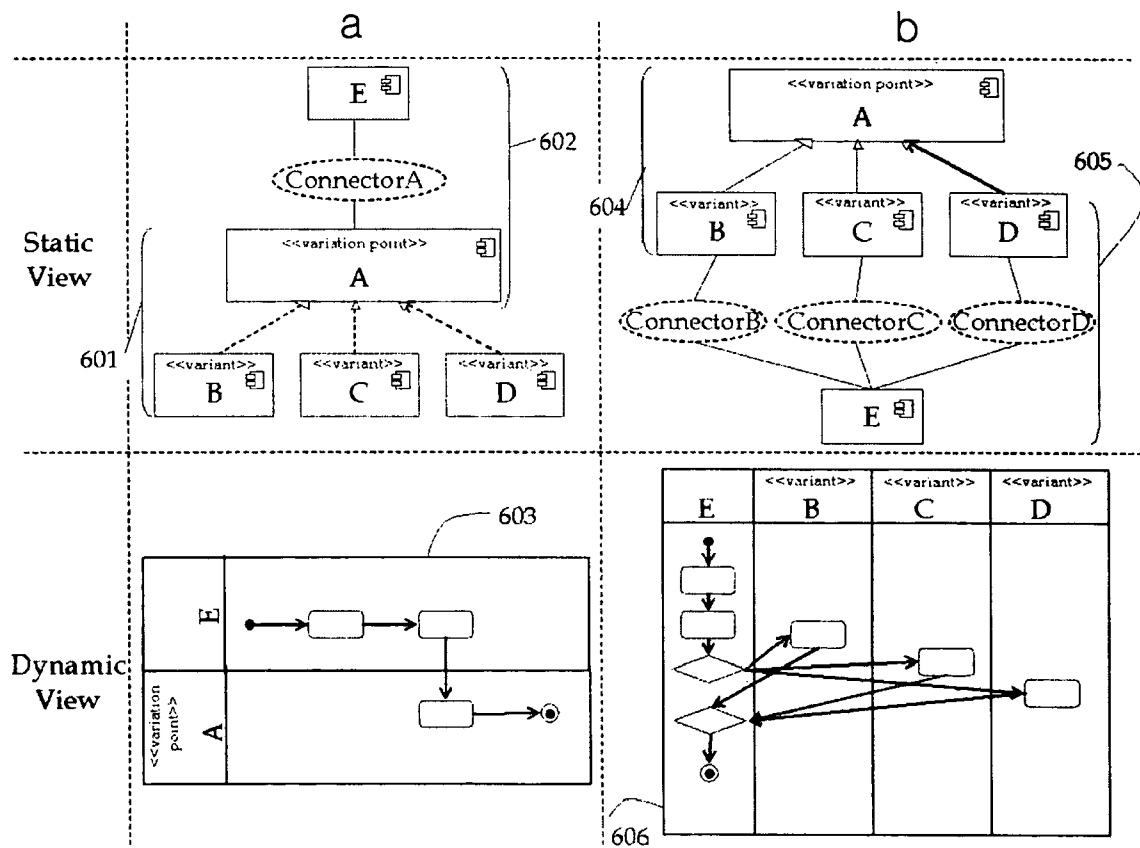 a
b
E
<<variation point>>
A
602
ConnectorA
605
604
<<variant>>
B
<<variant>>
C
<<variant>>
D
Static
View
<<variation point>>
A
ConnectorB
ConnectorC
ConnectorD
601
<<variant>>
B
<<variant>>
C
<<variant>>
D
E
603
E
<<variant>>
B
<<variant>>
C
<<variant>>
D
E
Dynamic
View
<<variation
point>>
A
606